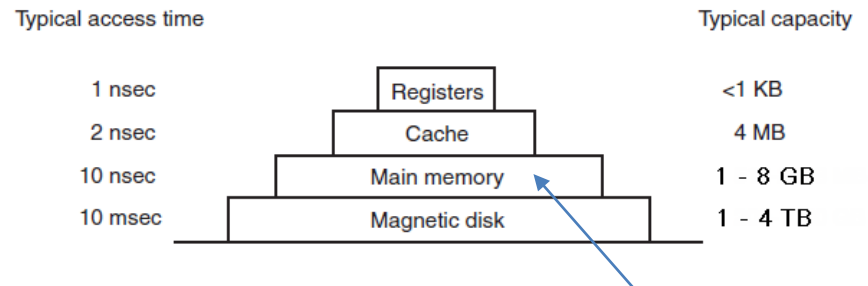 Typical access time Typical capacity
1 nsec Registers <1 KB
2 nsec Cache 4 MB
10 nsec Main memory 1 - 8 GB
10 msec Magnetic disk 1 - 4 TB